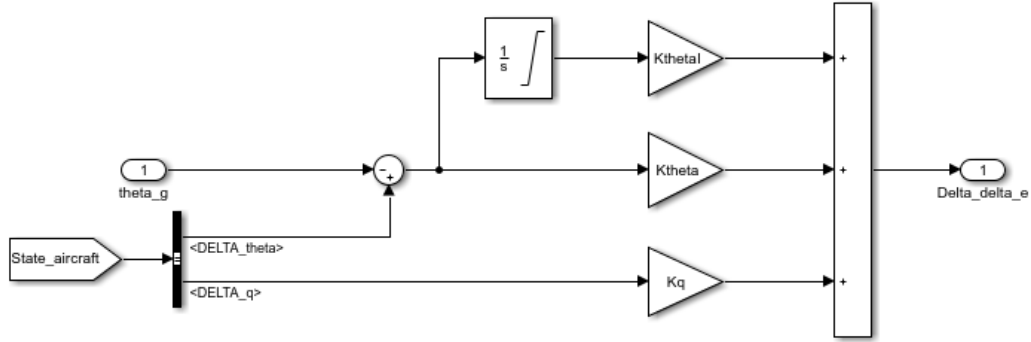 1
s
KthetaI
+
1
theta_g
-
+
Ktheta
+
1
Delta_delta_e
State_aircraft
<DELTA_theta>
<DELTA_q>
Kq
+